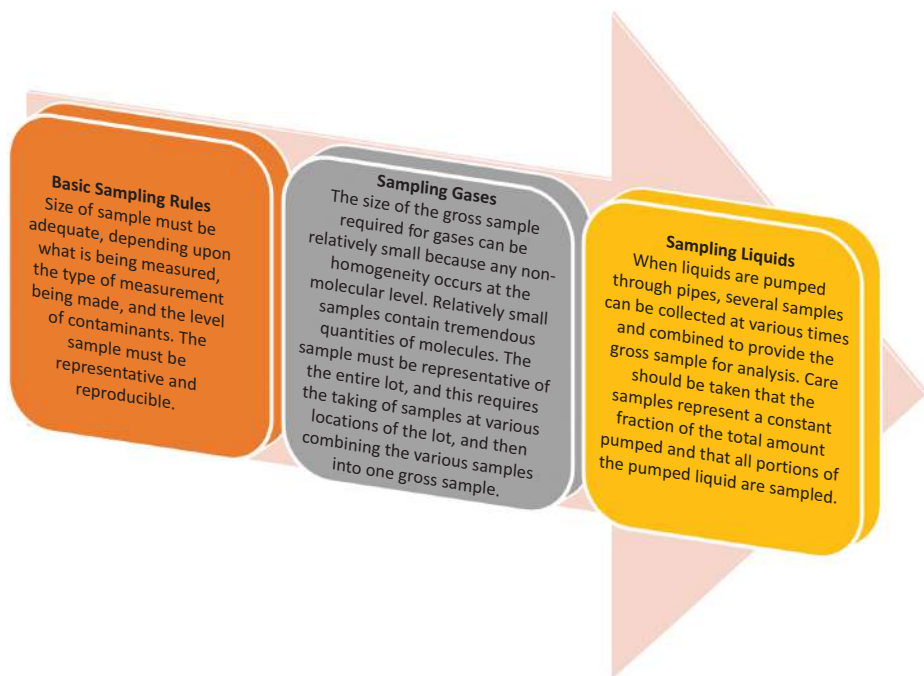 Basic Sampling Rules
Size of sample must be
adequate, depending upon
what is being measured,
the type of measurement
being made, and the level
of contaminants. The
sample must be
representative and
reproducible.
Sampling Gases
The size of the gross sample
required for gases can be
relatively small because any non-
homogeneity occurs at the
molecular level. Relatively small
samples contain tremendous
quantities of molecules. The
sample must be representative of
the entire lot, and this requires
the taking of samples at various
locations of the lot, and then
combining the various samples
into one gross sample.
Sampling Liquids
When liquids are pumped
through pipes, several samples
can be collected at various times
and combined to provide the
gross sample for analysis. Care
should be taken that the
samples represent a constant
fraction of the total amount
pumped and that all portions of
the pumped liquid are sampled.